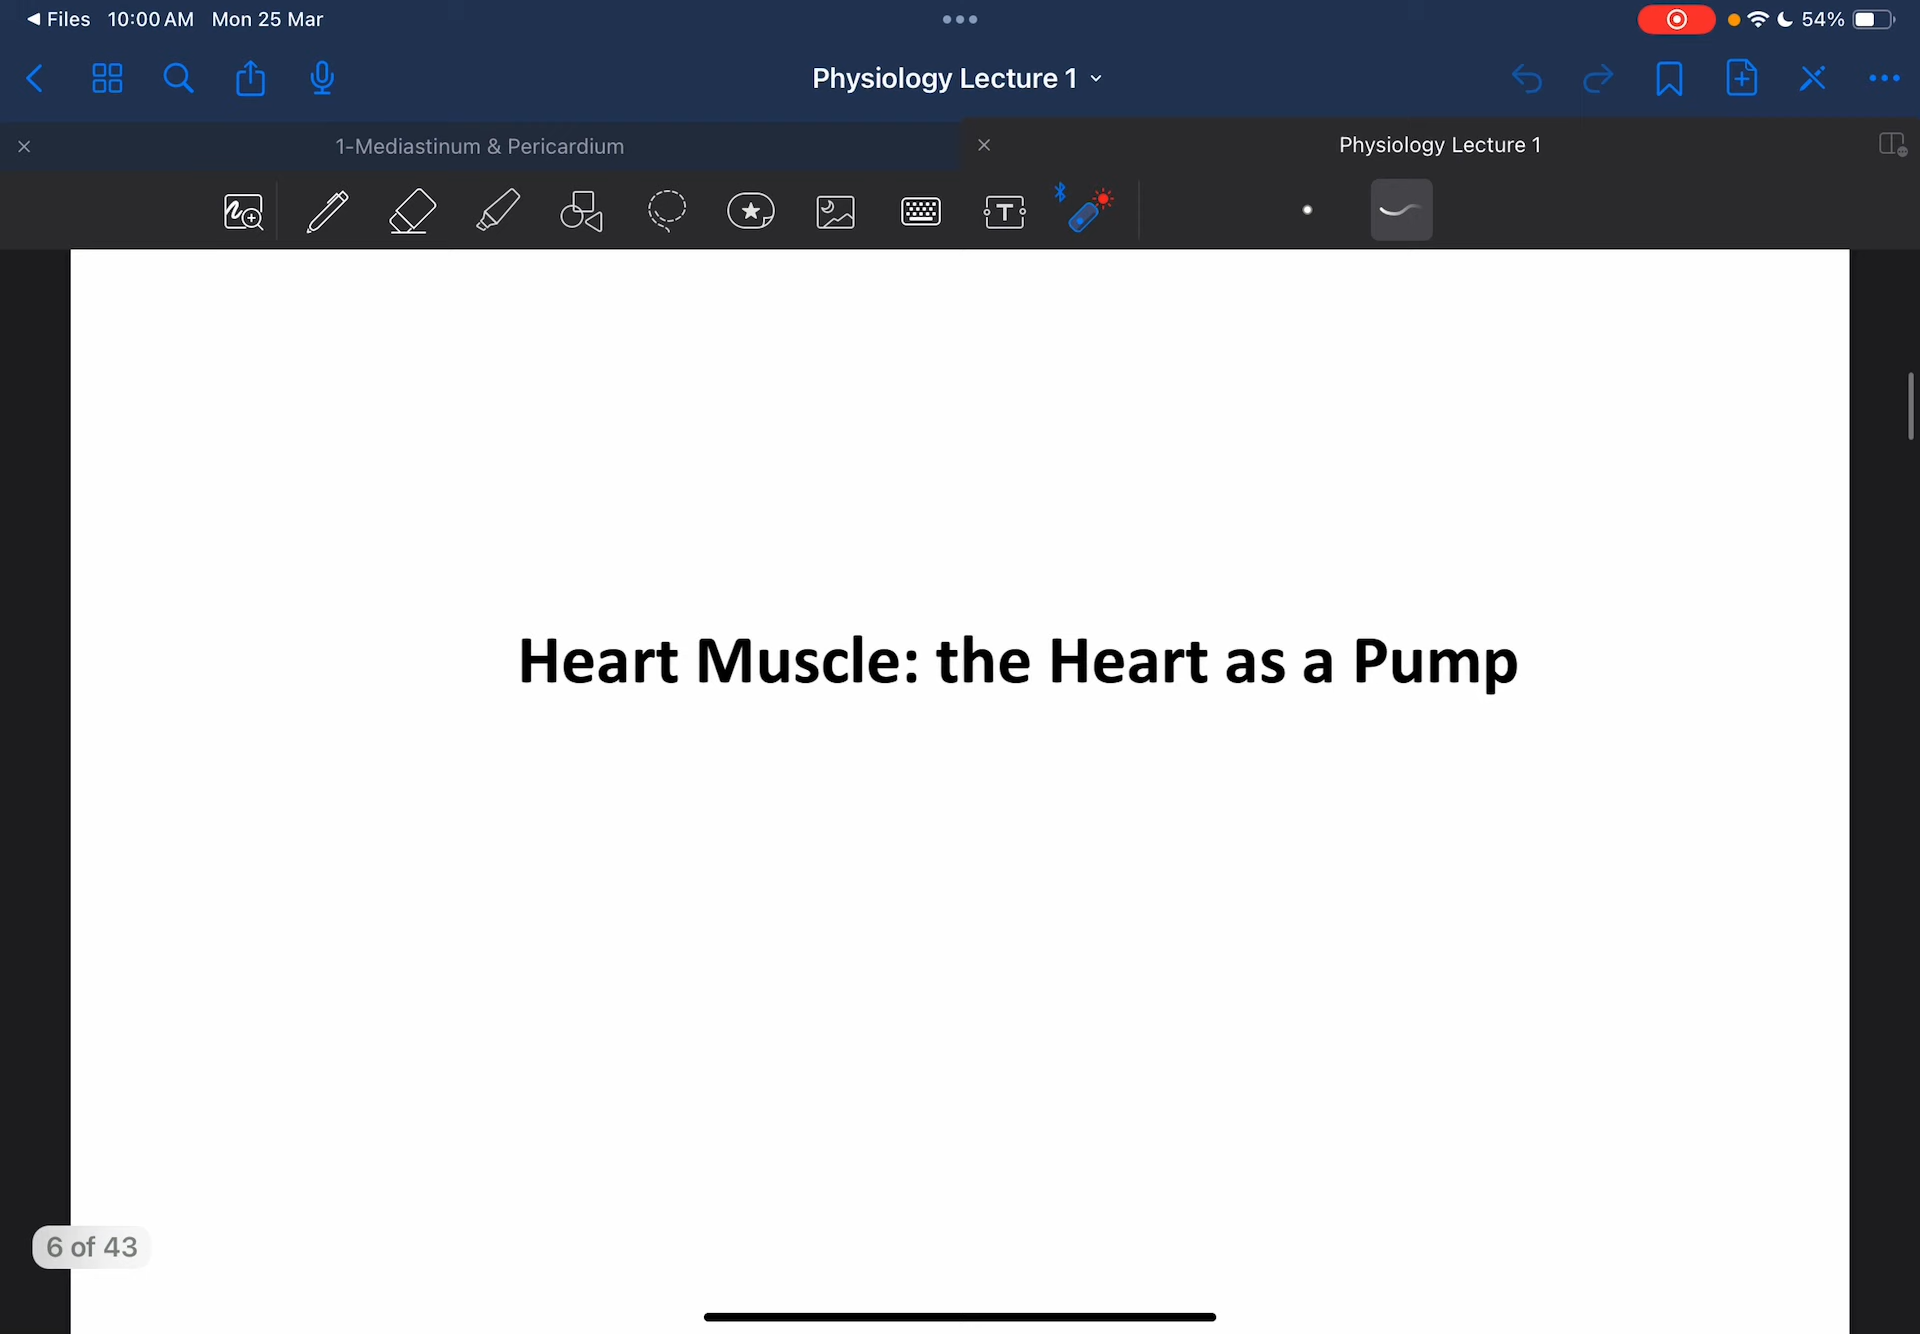 Files 10:00 AM Mon 25 Mar
54%
Physiology Lecture 1
1-Mediastinum & Pericardium
Physiology Lecture 1
T
Heart Muscle: the Heart as a Pump
6 of 43